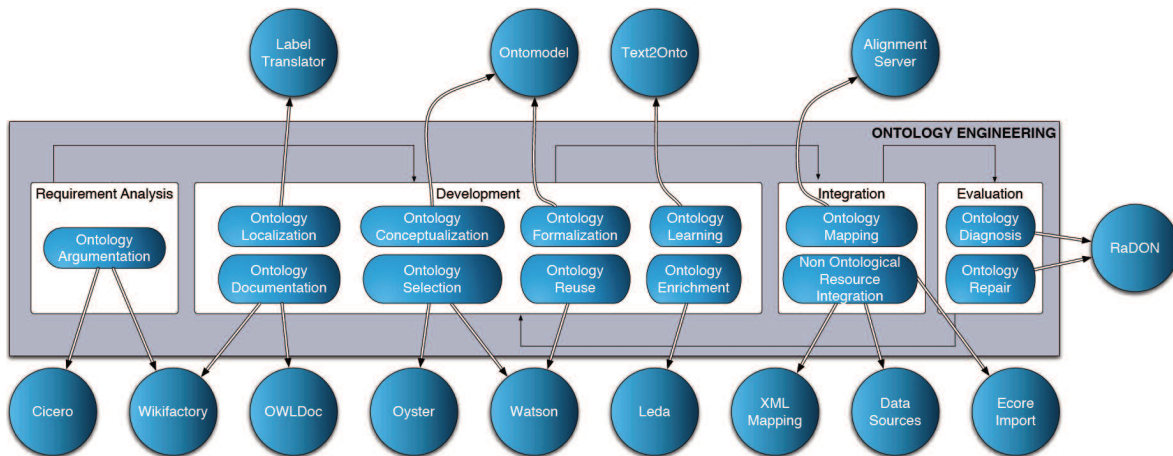 Label
Translator
Ontomodel
Text2Onto
Alignment
Server
ONTOLOGY ENGINEERING
Requirement Analysis
Development
Integration
Evaluation
Ontology
Argumentation
Ontology
Localization
Ontology
Conceptualization
Ontology
Formalization
Ontology
Learning
Ontology
Mapping
Ontology
Diagnosis
RaDON
Ontology
Documentation
Ontology
Selection
Ontology
Reuse
Ontology
Enrichment
Non Ontological
Resource
Integration
Ontology
Repair
Cicero
Wikifactory
OWLDoc
Oyster
Watson
Leda
XML
Mapping
Data
Sources
Ecore
Import